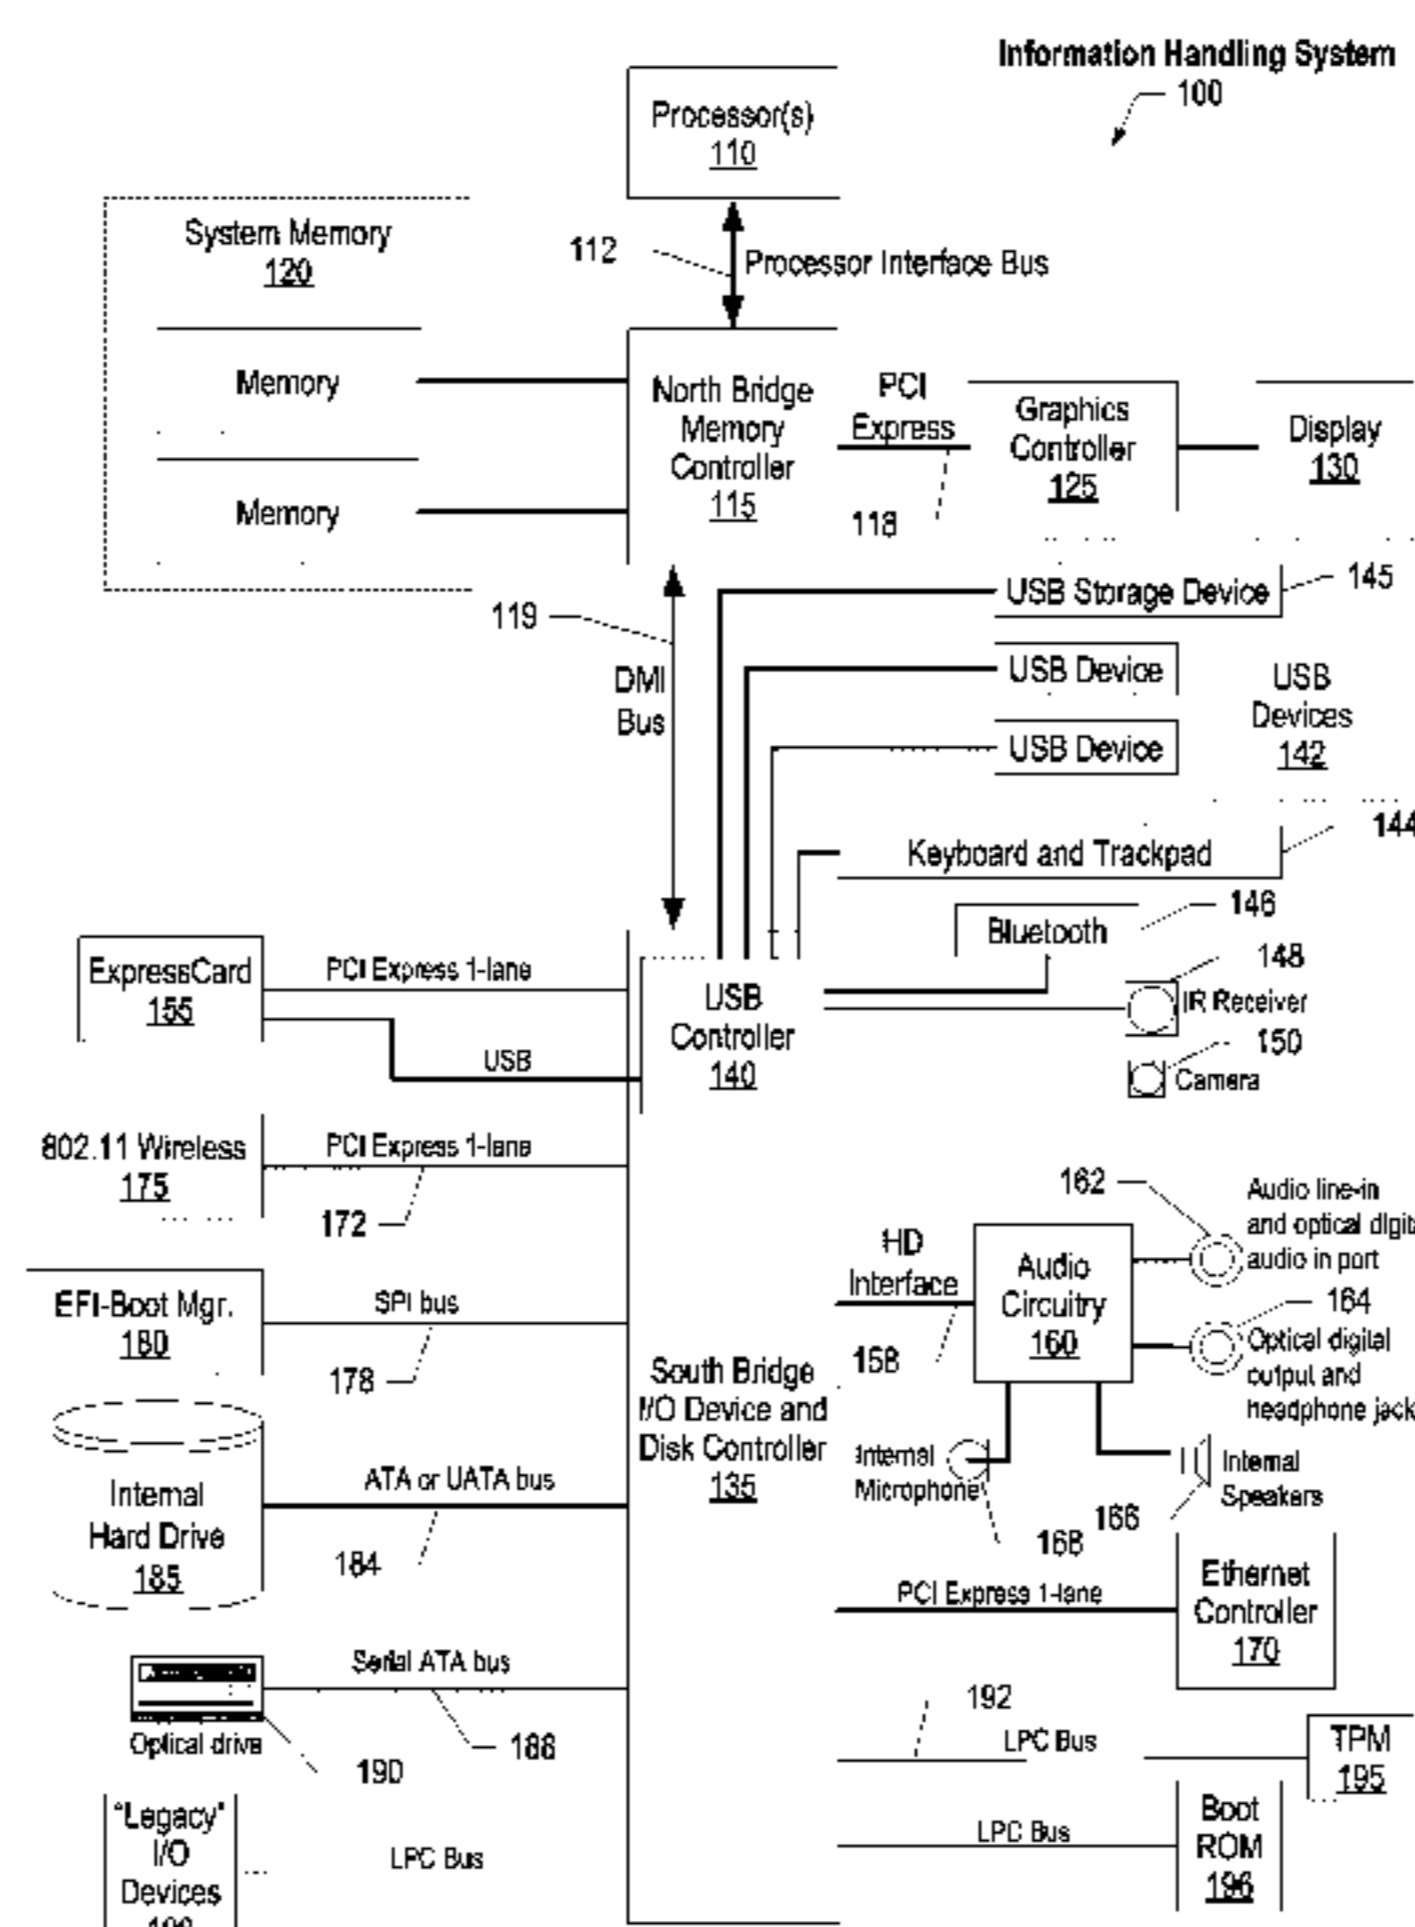 Information Handling System
100
Processor(s)
110
System Memory
120
112
Processor Interface Bus
Memory
Memory
North Bridge
Memory
Controller
115
PCI
Express
118
Graphics
Controller
125
Display
130
119
DMI
Bus
USB Storage Device
145
USB Device
USB Device
USB
Devices
142
144
Keyboard and Trackpad
Bluetooth
146
148
IR Receiver
150
Camera
ExpressCard
155
PCI Express 1-lane
USB
USB
Controller
140
802.11 Wireless
175
PCI Express 1-lane
172
EFI-Boot Mgr.
180
SPI bus
178
162
Audio line-in
and optical digit
audio in port
HD
Interface
158
Audio
Circuitry
160
164
Optical digital
output and
headphone jack
South Bridge
I/O Device and
Disk Controller
135
Internal
Microphone
168
166
Internal
Speakers
Internal
Hard Drive
185
ATA or UATA bus
184
PCI Express 1-lane
Ethernet
Controller
170
Optical drive
190
Serial ATA bus
188
192
LPC Bus
TPM
195
"Legacy"
I/O
Devices
LPC Bus
LPC Bus
Boot
ROM
196